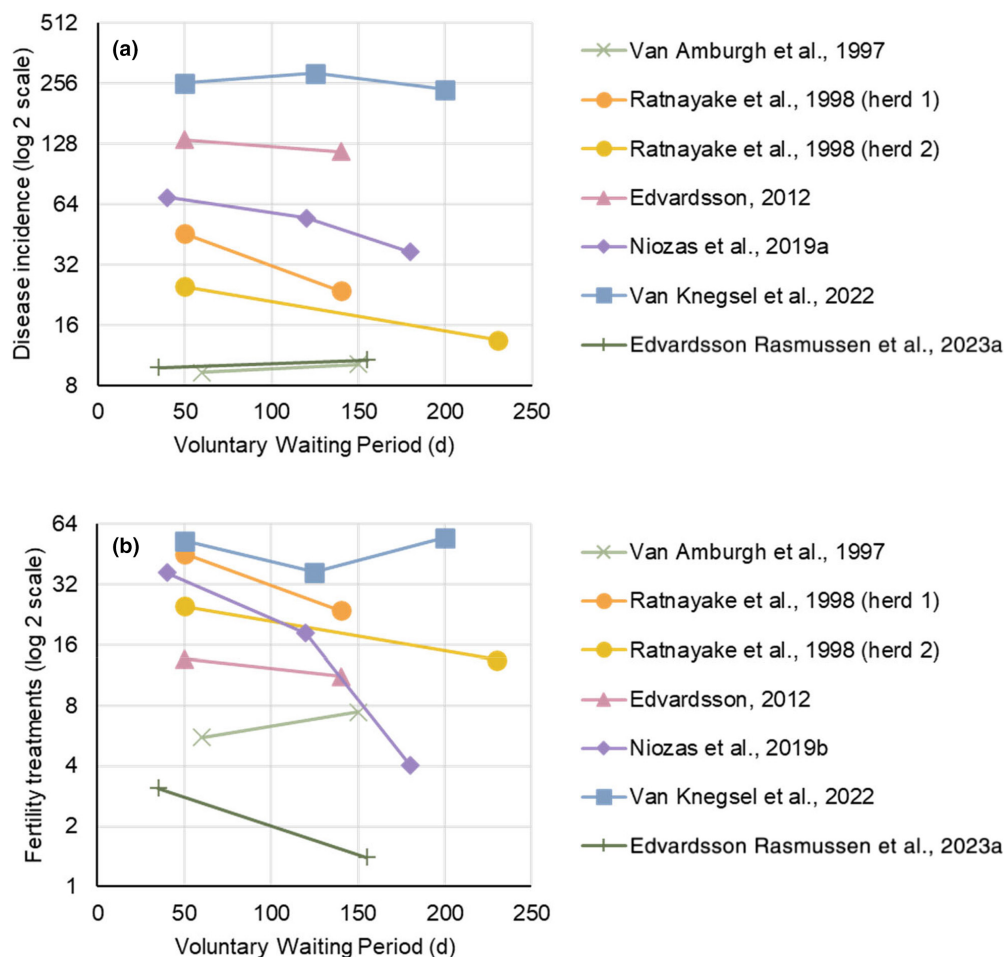 (a)
Disease incidence (log 2 scale)
512
256
128
64
32
16
8
0
50
100
150
200
250
Voluntary Waiting Period (d)
Van Amburgh et al., 1997
Ratnayake et al., 1998 (herd 1)
Ratnayake et al., 1998 (herd 2)
Edvardsson, 2012
Niozas et al., 2019a
Van Knegsel et al., 2022
Edvardsson Rasmussen et al., 2023a
(b)
Fertility treatments (log 2 scale)
64
32
16
8
4
2
1
0
50
100
150
200
250
Voluntary Waiting Period (d)
Van Amburgh et al., 1997
Ratnayake et al., 1998 (herd 1)
Ratnayake et al., 1998 (herd 2)
Edvardsson, 2012
Niozas et al., 2019b
Van Knegsel et al., 2022
Edvardsson Rasmussen et al., 2023a